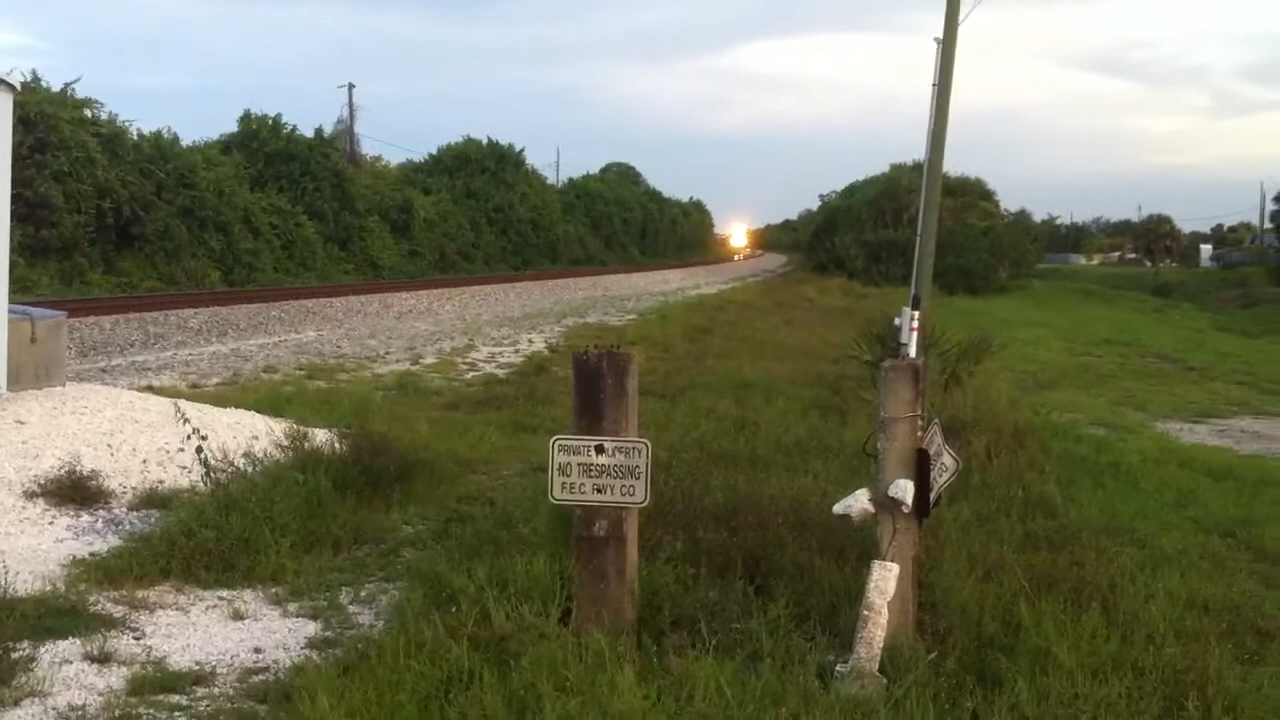 PRIVATE PROPERTY
NO TRESPASSING
F.E.C. RWY. CO.